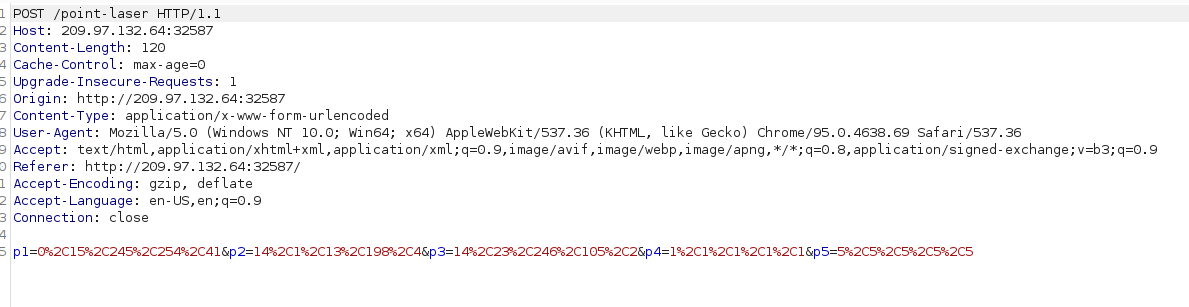 1 POST /point-laser HTTP/1.1
2 Host: 209.97.132.64:32587
3 Content-Length: 120
4 Cache-Control: max-age=0
5 Upgrade-Insecure-Requests: 1
6 Origin: http://209.97.132.64:32587
7 Content-Type: application/x-www-form-urlencoded
8 User-Agent: Mozilla/5.0 (Windows NT 10.0; Win64; x64) AppleWebKit/537.36 (KHTML, like Gecko) Chrome/95.0.4638.69 Safari/537.36
9 Accept: text/html,application/xhtml+xml,application/xml;q=0.9,image/avif,image/webp,image/apng,*/*;q=0.8,application/signed-exchange;v=b3;q=0.9
0 Referer: http://209.97.132.64:32587/
1 Accept-Encoding: gzip, deflate
2 Accept-Language: en-US,en;q=0.9
3 Connection: close
4
5 p1=0%2C15%2C245%2C254%2C41&p2=14%2C1%2C13%2C198%2C4&p3=14%2C23%2C246%2C105%2C2&p4=1%2C1%2C1%2C1%2C1&p5=5%2C5%2C5%2C5%2C5